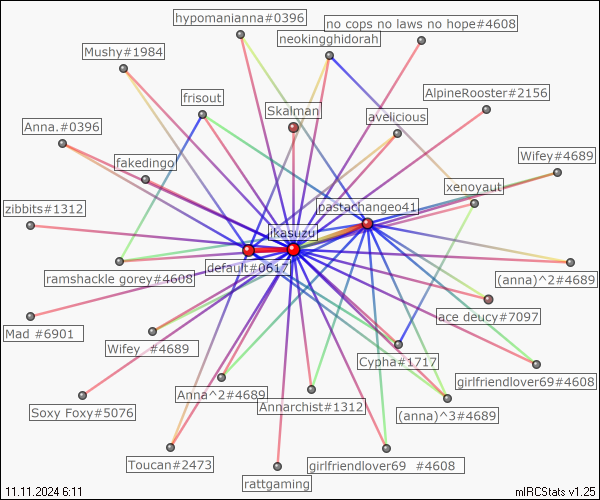 hypomanianna#0396
no cops no laws no hope#4608
neokingghidorah
Mushy#1984
AlpineRooster#2156
frisout
Skalman
avelicious
Anna.#0396
fakedingo
Wifey#4689
xenoyaut
zibbits#1312
pastachangeo41
jkasuzu
default#0617
ramshackle gorey#4608
(anna)^2#4689
ace deucy#7097
Mad #6901
Wifey #4689
Cypha#1717
girlfriendlover69#4608
Anna^2#4689
Annarchist#1312
(anna)^3#4689
Soxy Foxy#5076
Toucan#2473
girlfriendlover69 #4608
rattgaming
11.11.2024 6:11
mIRCStats v1.25